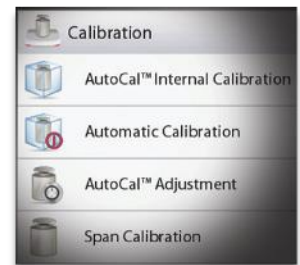 Calibration
AutoCal™ Internal Calibration
Automatic Calibration
AutoCal™ Adjustment
Span Calibration